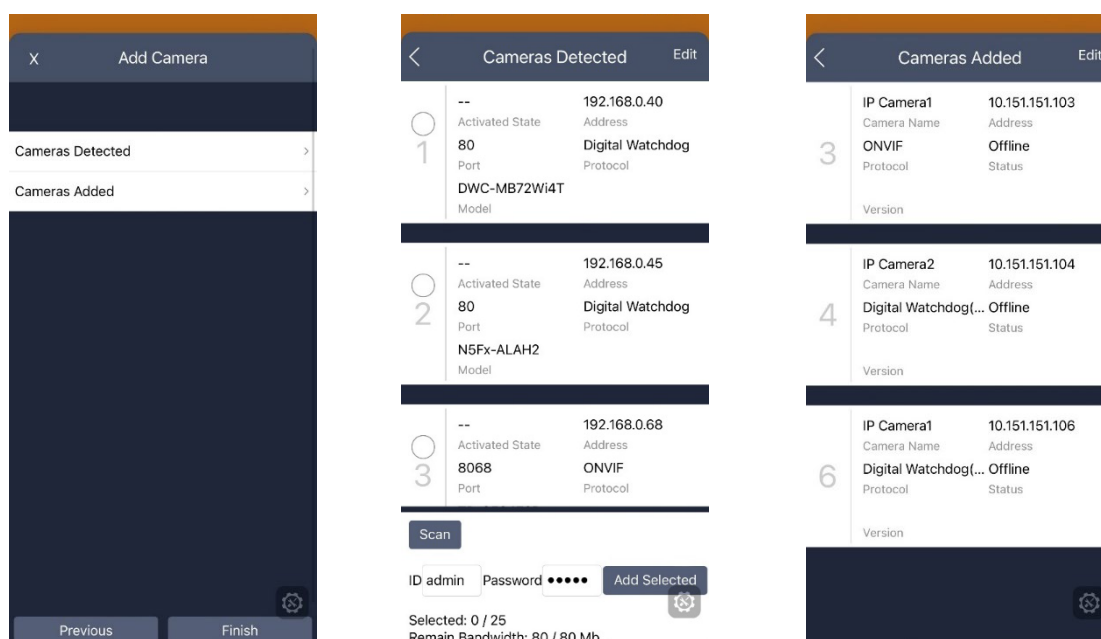 X Add Camera
Cameras Detected >
Cameras Added >
Previous Finish
< Cameras Detected Edit
-- 192.168.0.40
Activated State Address
1
80 Digital Watchdog
Port Protocol
DWC-MB72Wi4T
Model
-- 192.168.0.45
Activated State Address
2
80 Digital Watchdog
Port Protocol
N5Fx-ALAH2
Model
-- 192.168.0.68
Activated State Address
3
8068 ONVIF
Port Protocol
Scan
ID admin Password ●●●●● Add Selected
Selected: 0 / 25
Remain Bandwidth: 80 / 80 Mb
< Cameras Added Edit
IP Camera1 10.151.151.103
Camera Name Address
3
ONVIF Offline
Protocol Status
Version
IP Camera2 10.151.151.104
Camera Name Address
4
Digital Watchdog(... Offline
Protocol Status
Version
IP Camera1 10.151.151.106
Camera Name Address
6
Digital Watchdog(... Offline
Protocol Status
Version